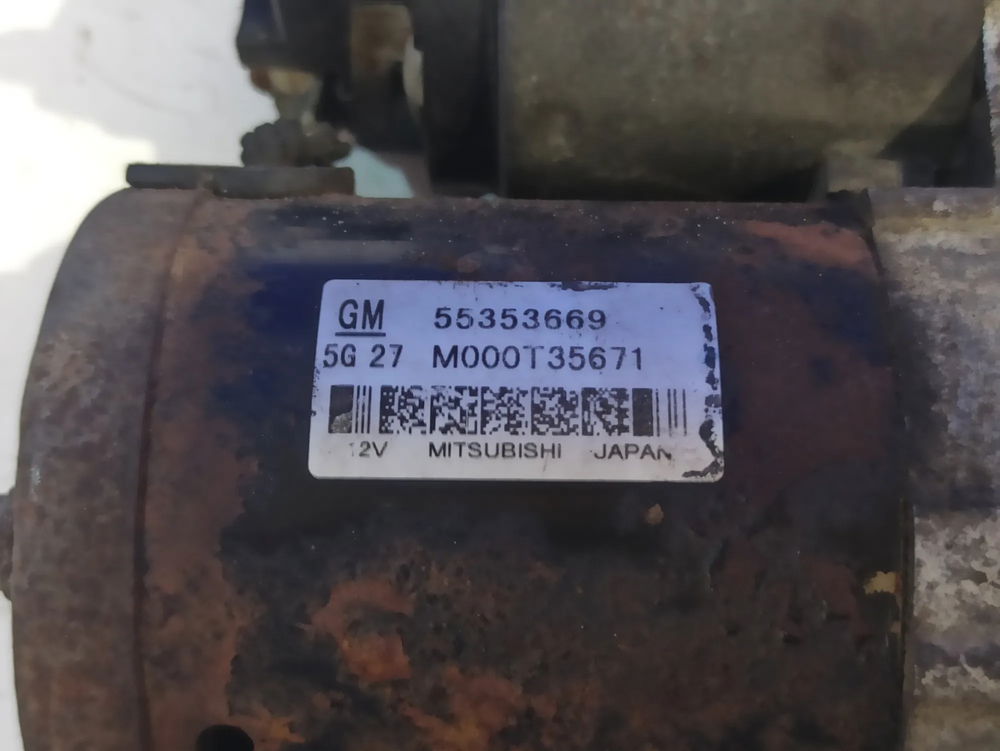 GM 55353669
5G 27 M000T35671
12V MITSUBISHI JAPAN